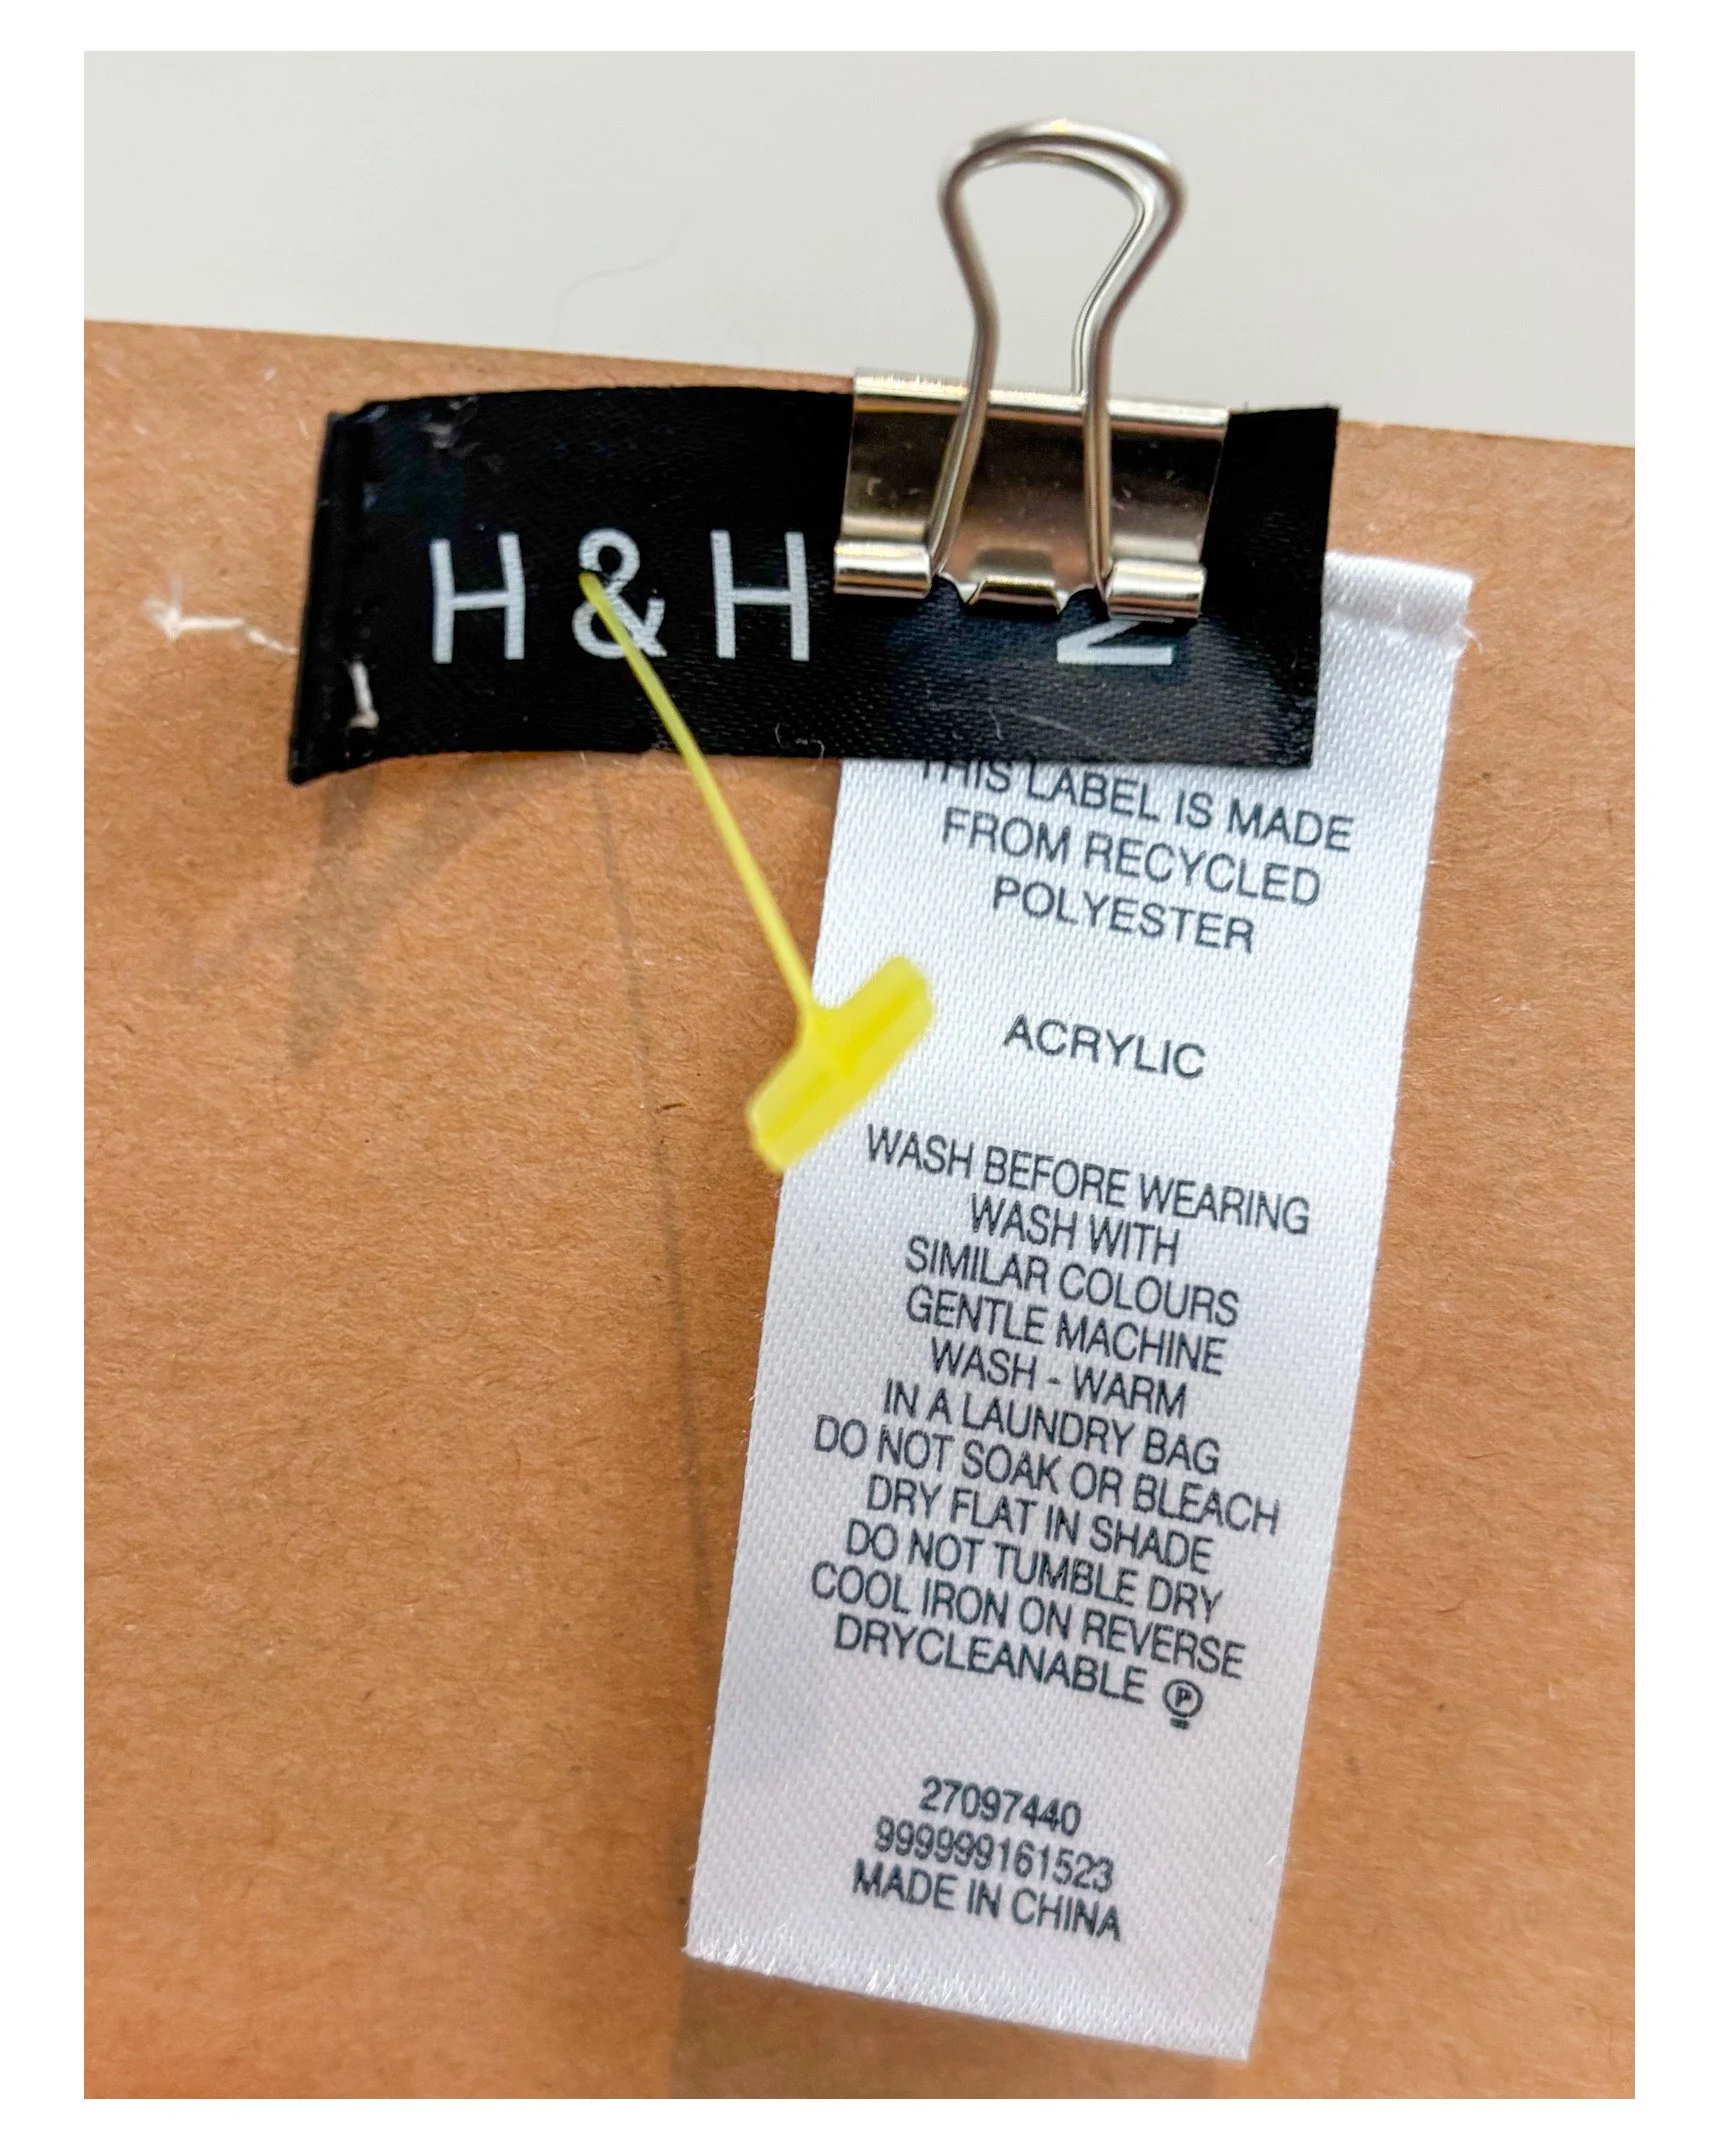 H & H
THIS LABEL IS MADE
FROM RECYCLED
POLYESTER
ACRYLIC
WASH BEFORE WEARING
WASH WITH
SIMILAR COLOURS
GENTLE MACHINE
WASH - WARM
IN A LAUNDRY BAG
DO NOT SOAK OR BLEACH
DRY FLAT IN SHADE
DO NOT TUMBLE DRY
COOL IRON ON REVERSE
DRYCLEANABLE Ⓟ
27097440
999999161523
MADE IN CHINA